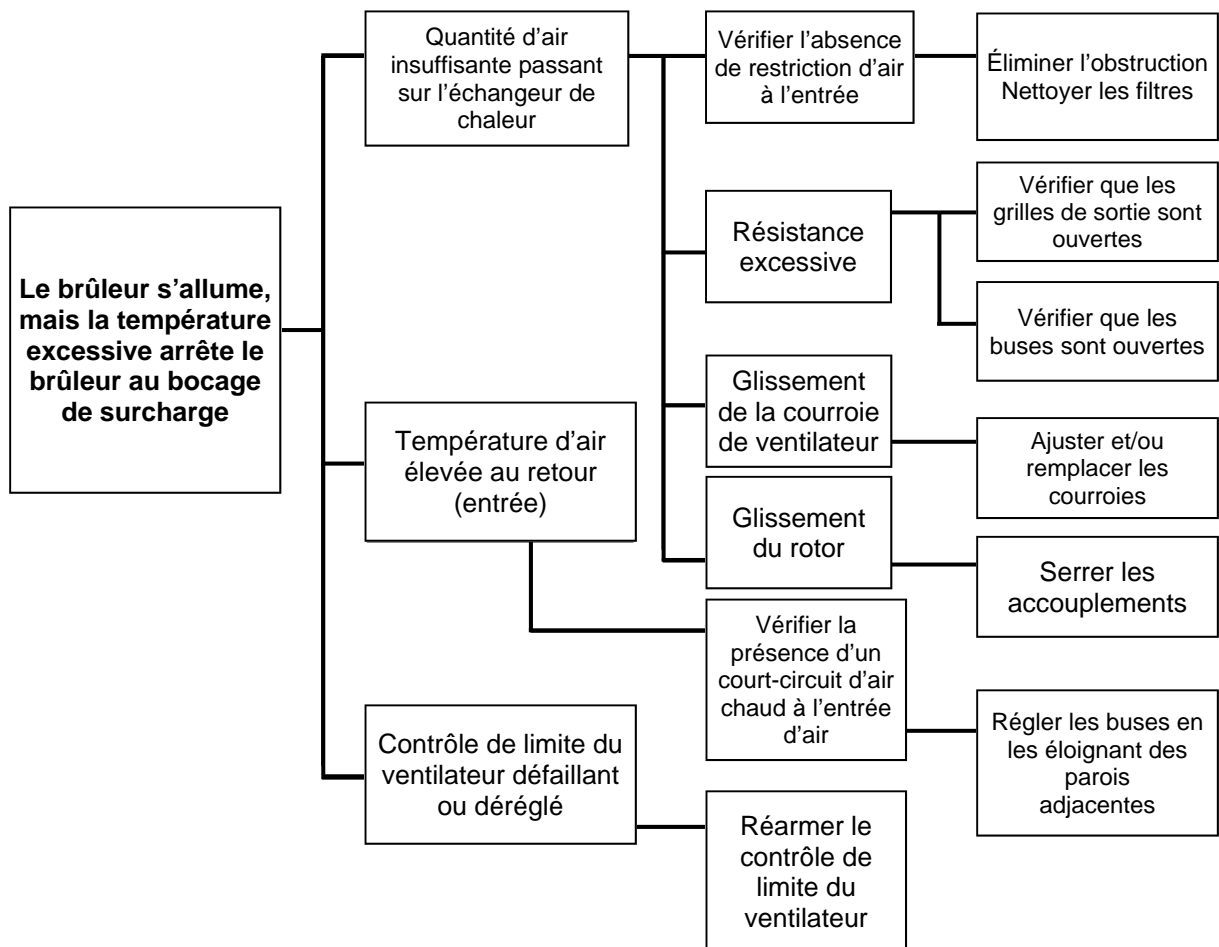 Le brûleur s’allume,
mais la température
excessive arrête le
brûleur au bocage
de surcharge
Quantité d’air
insuffisante passant
sur l’échangeur de
chaleur
Vérifier l’absence
de restriction d’air
à l’entrée
Éliminer l’obstruction
Nettoyer les filtres
Résistance
excessive
Vérifier que les
grilles de sortie sont
ouvertes
Vérifier que les
buses sont ouvertes
Glissement
de la courroie
de ventilateur
Ajuster et/ou
remplacer les
courroies
Glissement
du rotor
Serrer les
accouplements
Température d’air
élevée au retour
(entrée)
Vérifier la
présence d’un
court-circuit d’air
chaud à l’entrée
d’air
Régler les buses en
les éloignant des
parois
adjacentes
Contrôle de limite du
ventilateur défaillant
ou déréglé
Réarmer le
contrôle de
limite du
ventilateur